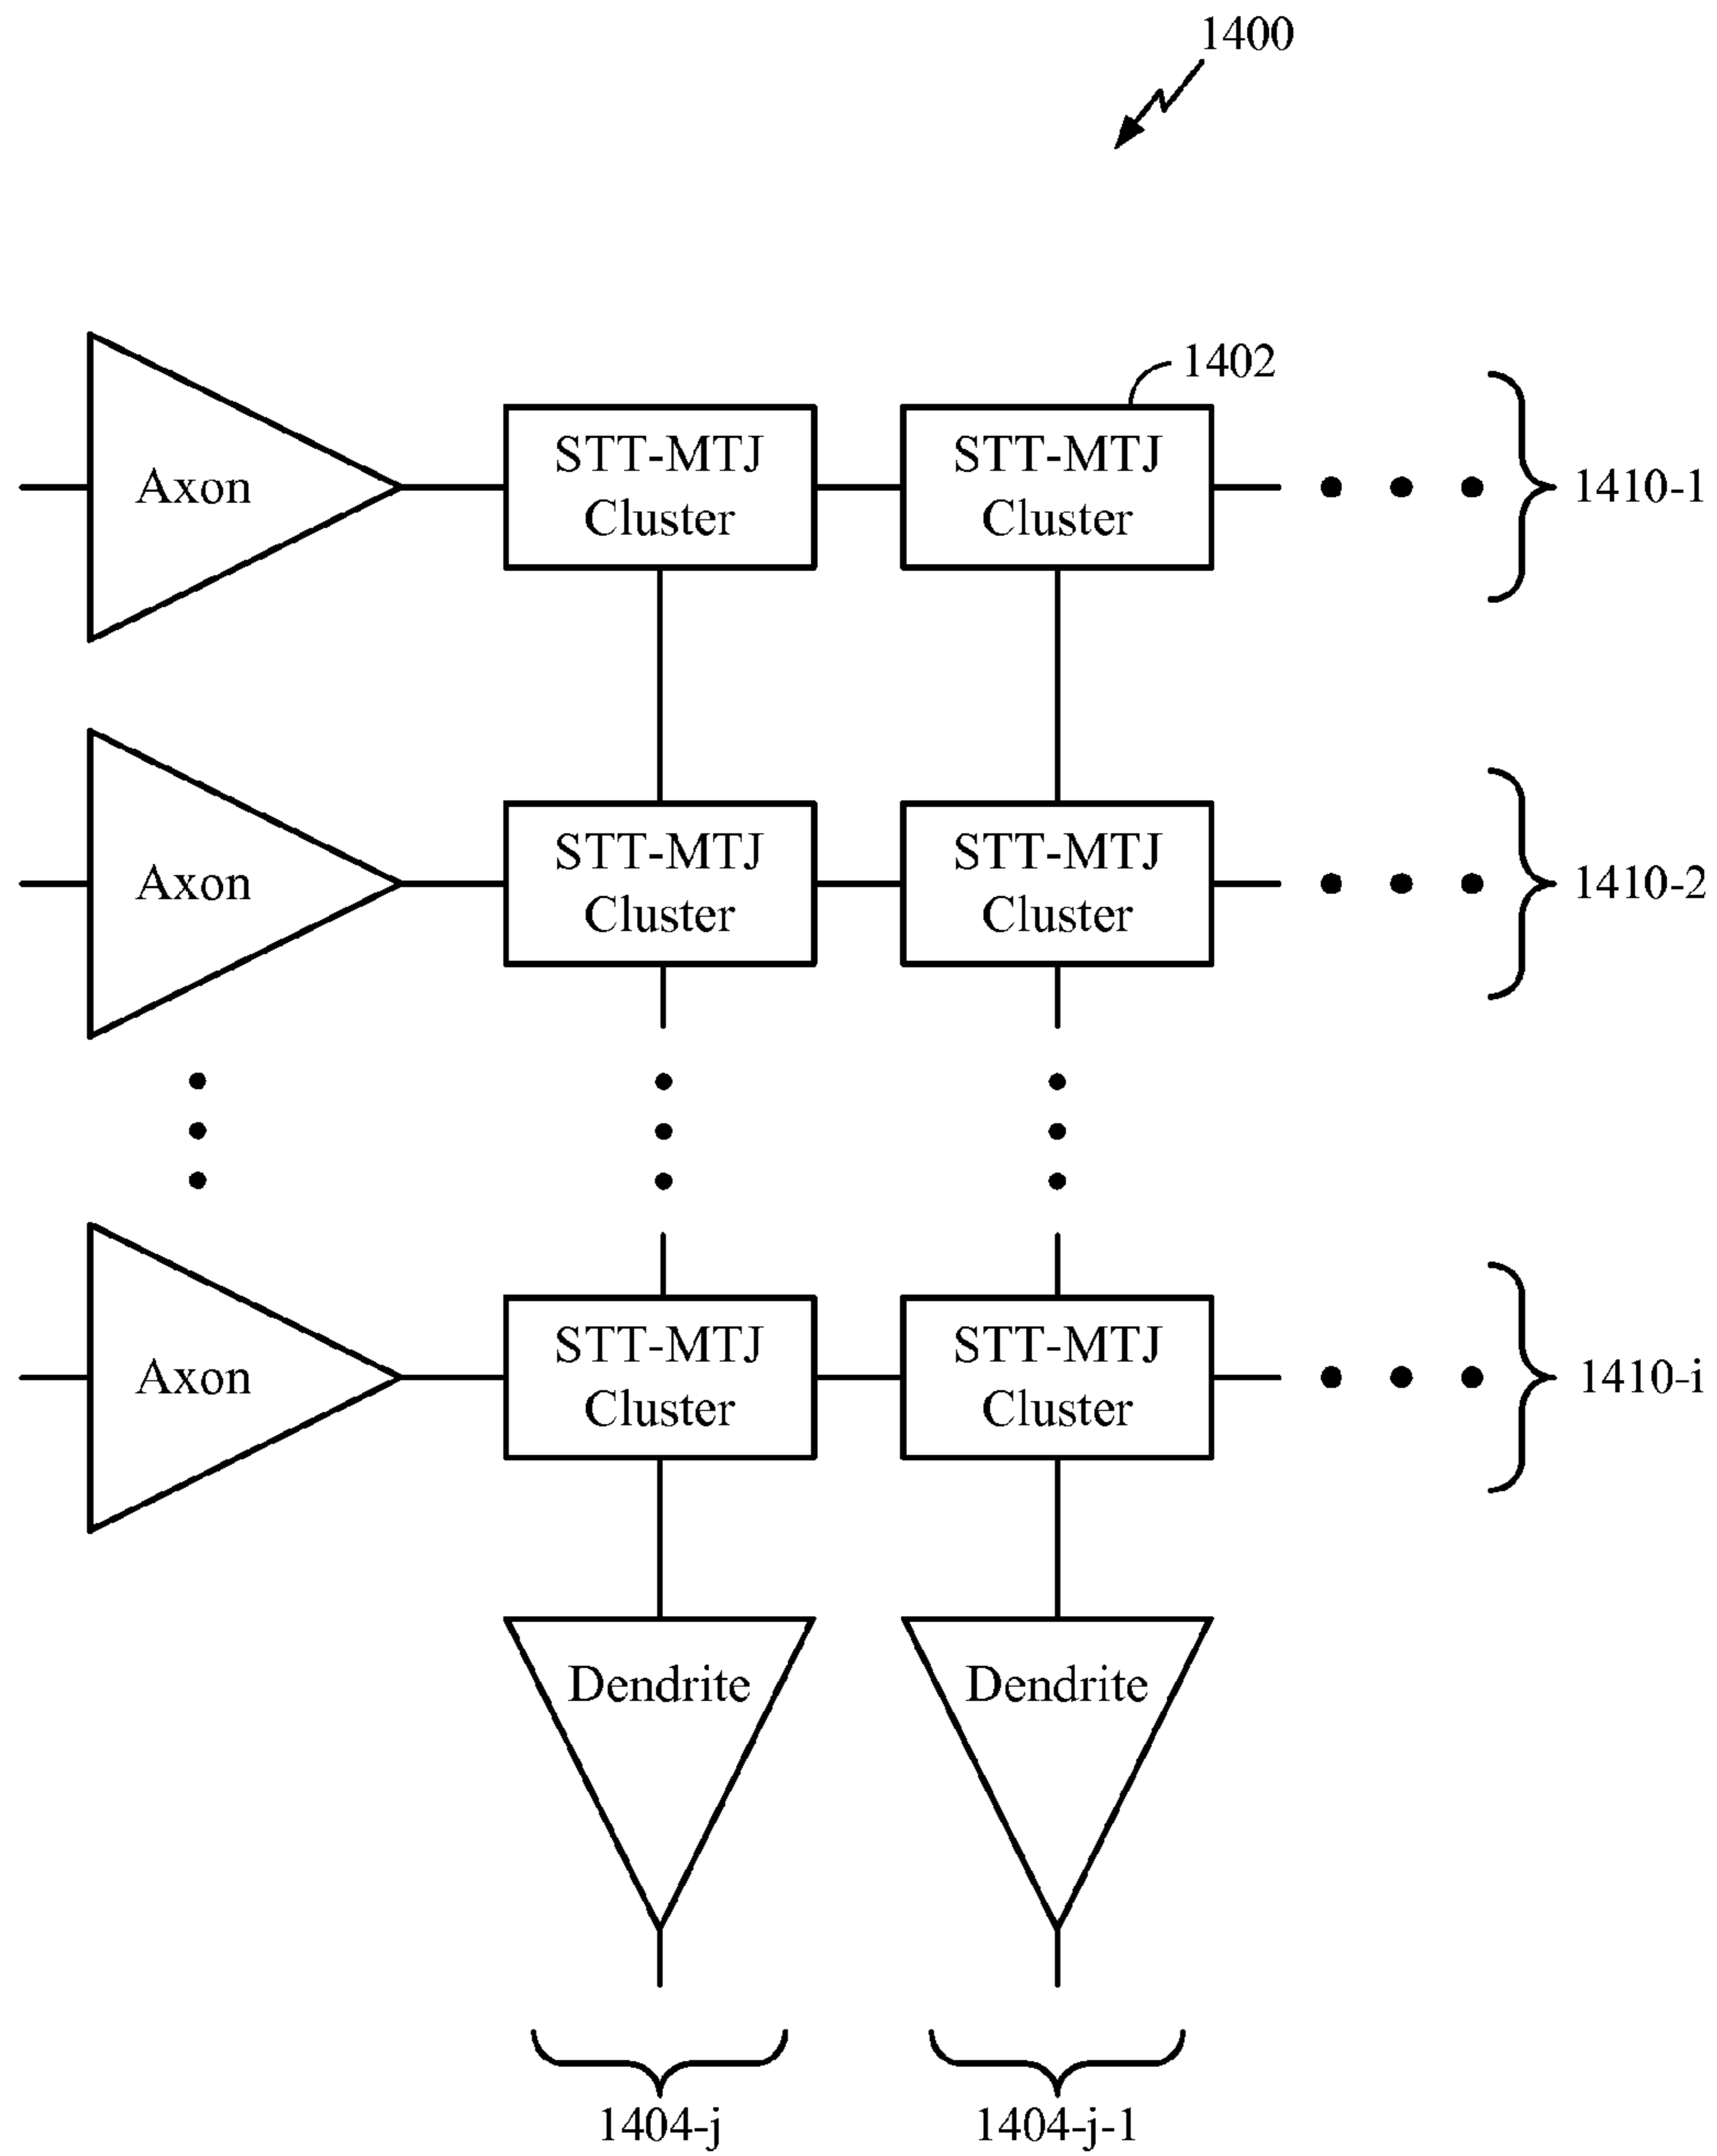 1400
1402
Axon
STT-MTJ
Cluster
STT-MTJ
Cluster
1410-1
Axon
STT-MTJ
Cluster
STT-MTJ
Cluster
1410-2
Axon
STT-MTJ
Cluster
STT-MTJ
Cluster
1410-i
Dendrite
Dendrite
1404-j
1404-j-1